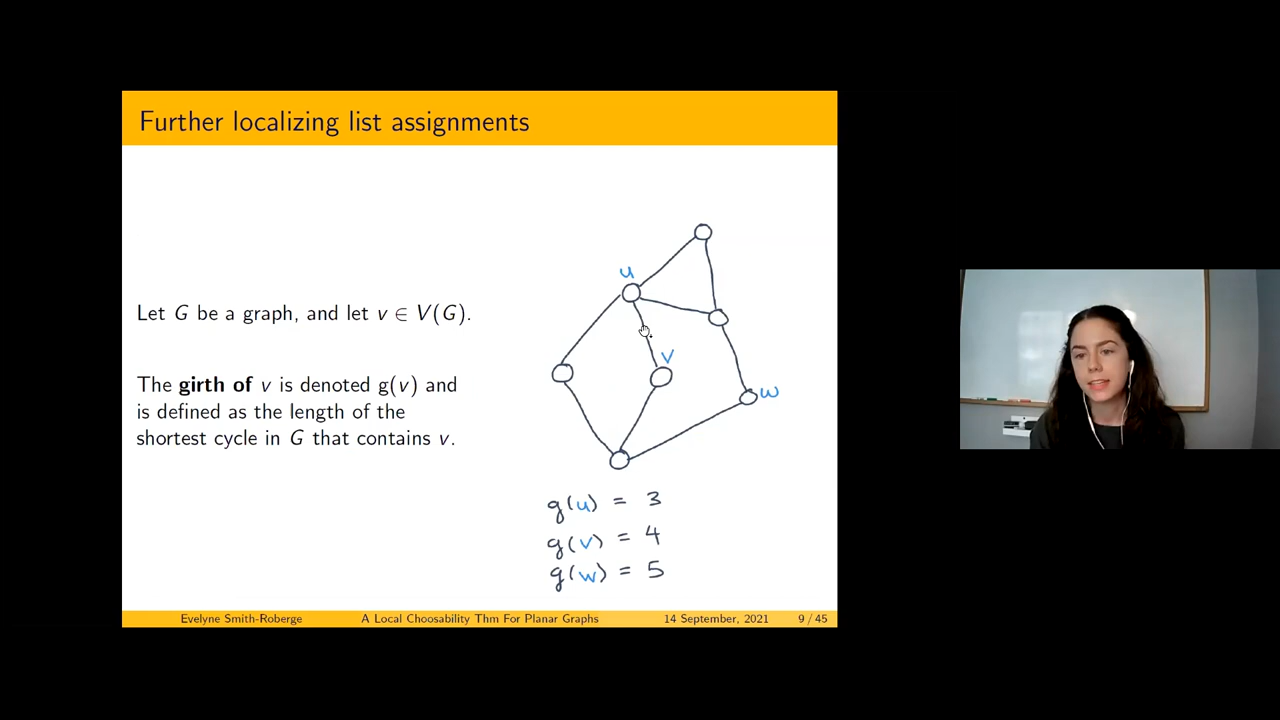 Further localizing list assignments
Let G be a graph, and let v ∈ V(G).
The girth of v is denoted g(v) and
is defined as the length of the
shortest cycle in G that contains v.
u
v
w
g(u) = 3
g(v) = 4
g(w) = 5
Evelyne Smith-Roberge A Local Choosability Thm For Planar Graphs 14 September, 2021 9 / 45